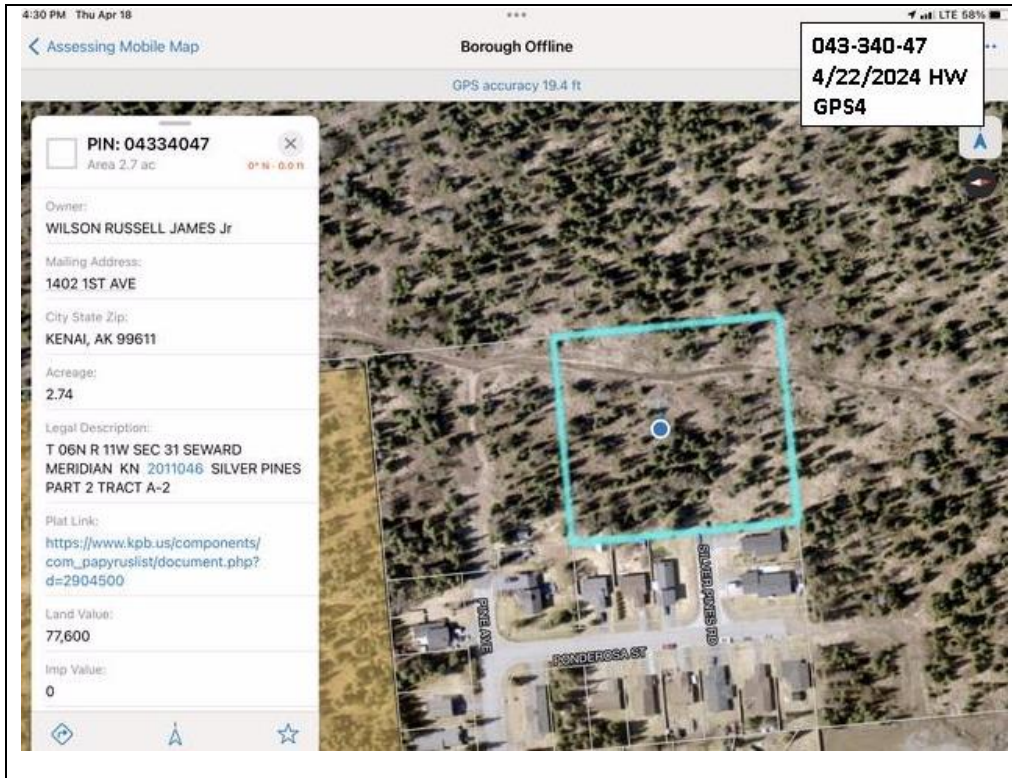 4:30 PM Thu Apr 18
LTE 58%
Assessing Mobile Map
Borough Offline
GPS accuracy 19.4 ft
043-340-47
4/22/2024 HW
GPS4
PIN: 04334047
Area 2.7 ac
0° N - 0.0 ft
Owner:
WILSON RUSSELL JAMES Jr
Mailing Address:
1402 1ST AVE
City State Zip:
KENAI, AK 99611
Acreage:
2.74
Legal Description:
T 06N R 11W SEC 31 SEWARD
MERIDIAN KN 2011046 SILVER PINES
PART 2 TRACT A-2
Plat Link:
https://www.kpb.us/components/
com_papyruslist/document.php?
d=2904500
Land Value:
77,600
Imp Value:
0
PINE AVE
PONDEROSA ST
SILVER PINES RD